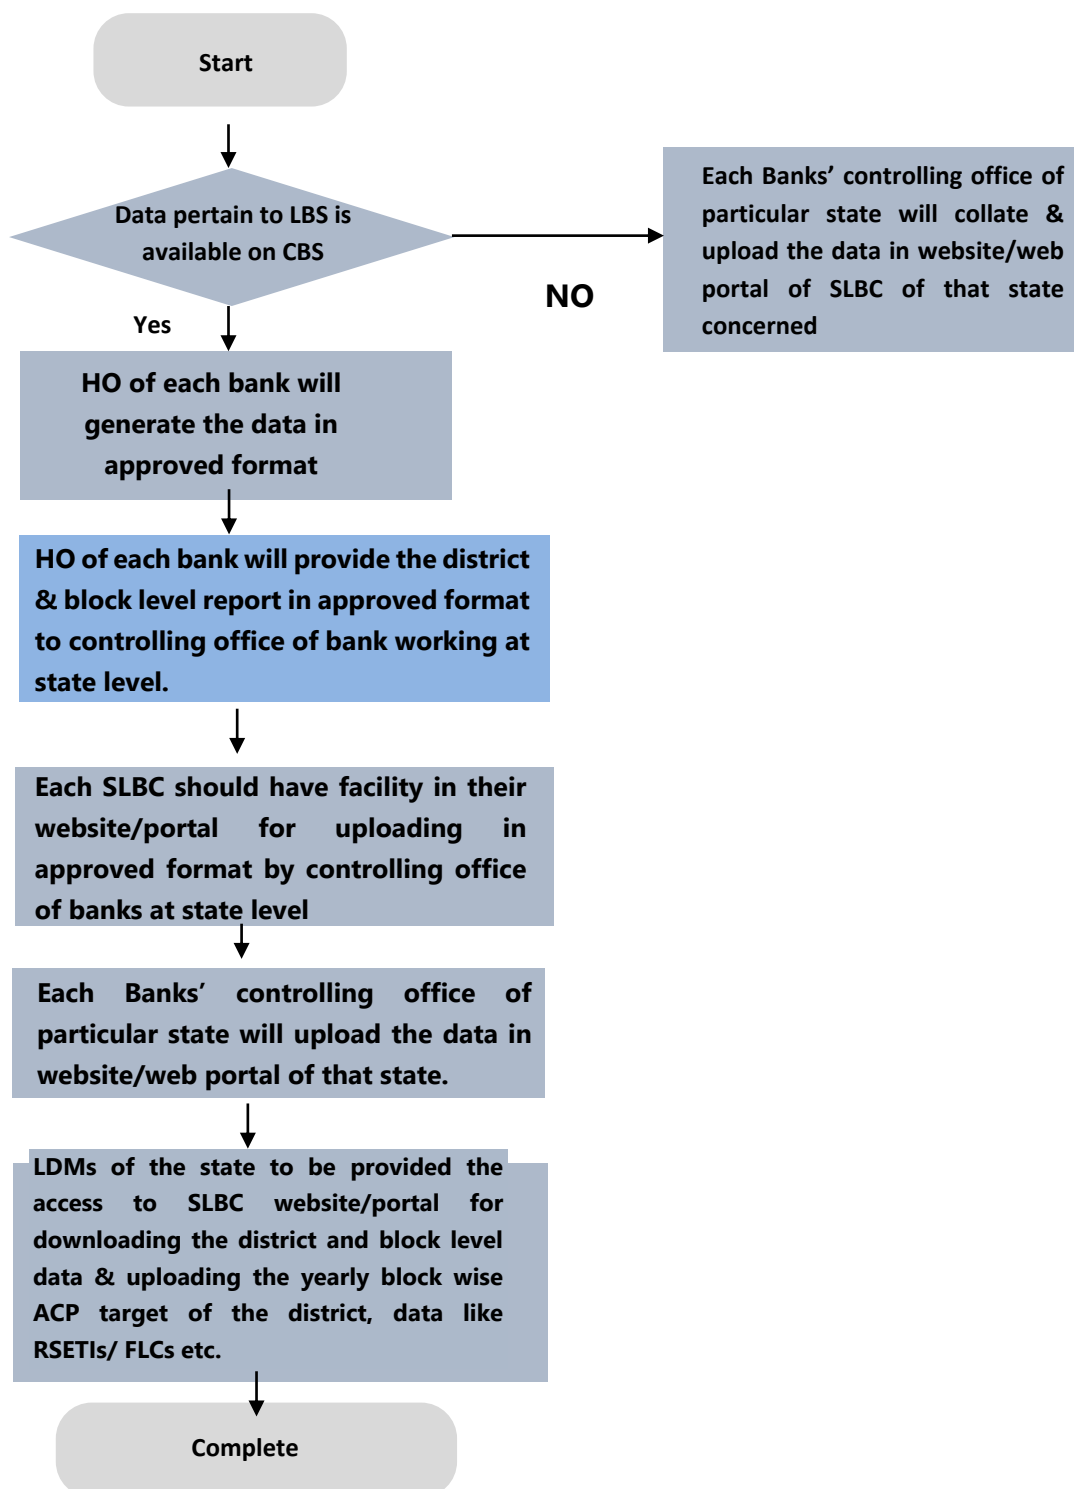 Start
Data pertain to LBS is
available on CBS
Each Banks’ controlling office of
particular state will collate &
upload the data in website/web
portal of SLBC of that state
concerned
NO
Yes
HO of each bank will
generate the data in
approved format
HO of each bank will provide the district
& block level report in approved format
to controlling office of bank working at
state level.
Each SLBC should have facility in their
website/portal for uploading in
approved format by controlling office
of banks at state level
Each Banks’ controlling office of
particular state will upload the data in
website/web portal of that state.
LDMs of the state to be provided the
access to SLBC website/portal for
downloading the district and block level
data & uploading the yearly block wise
ACP target of the district, data like
RSETIs/ FLCs etc.
Complete